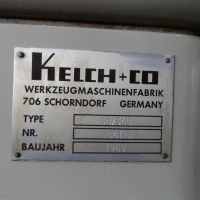 KELCH+CO
WERKZEUGMASCHINENFABRIK
706 SCHORNDORF GERMANY
TYPE
NR.
BAUJAHR